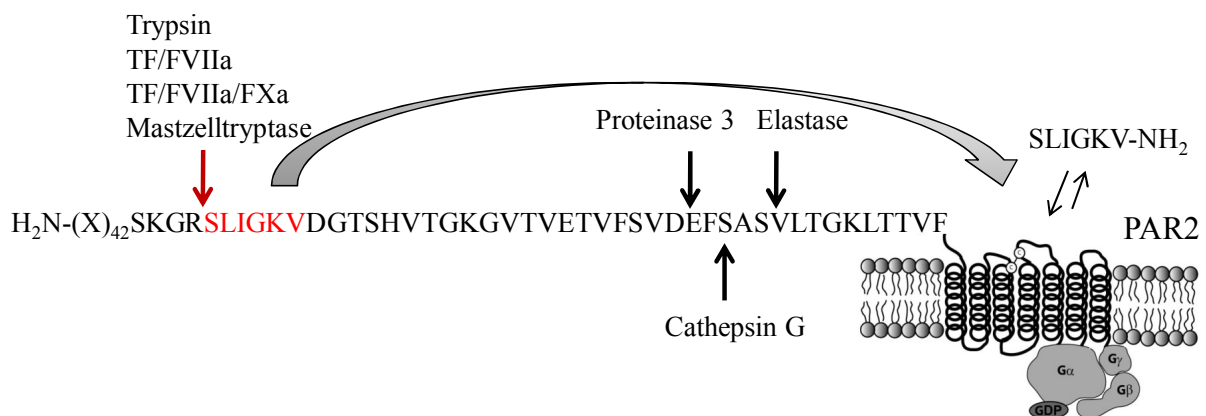 Trypsin
TF/FVIIa
TF/FVIIa/FXa
Mastzelltryptase
Proteinase 3
Elastase
SLIGKV-NH₂
H₂N-(X)₄₂SKGRSLIGKVDGTSHVTGKGVTVETVFSVDEFSASVLTGKLTTVF
PAR2
Cathepsin G
C
C
Gα
Gγ
Gβ
GDP